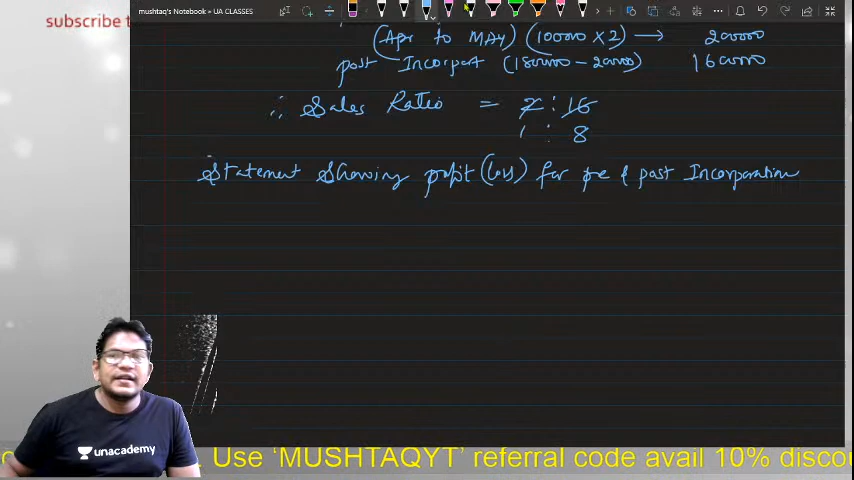 subscribe t
mushtaq's Notebook » UA CLASSES
(Apr to MAY) (100000 × 2) → 200000
post Incorport (1800000 - 200000) 1600000
∴ Sales Ratio = 2 : 16
1 : 8
Statement Showing profit (loss) for pre & post Incorporation
unacademy
. Use 'MUSHTAQYT' referral code avail 10% discou